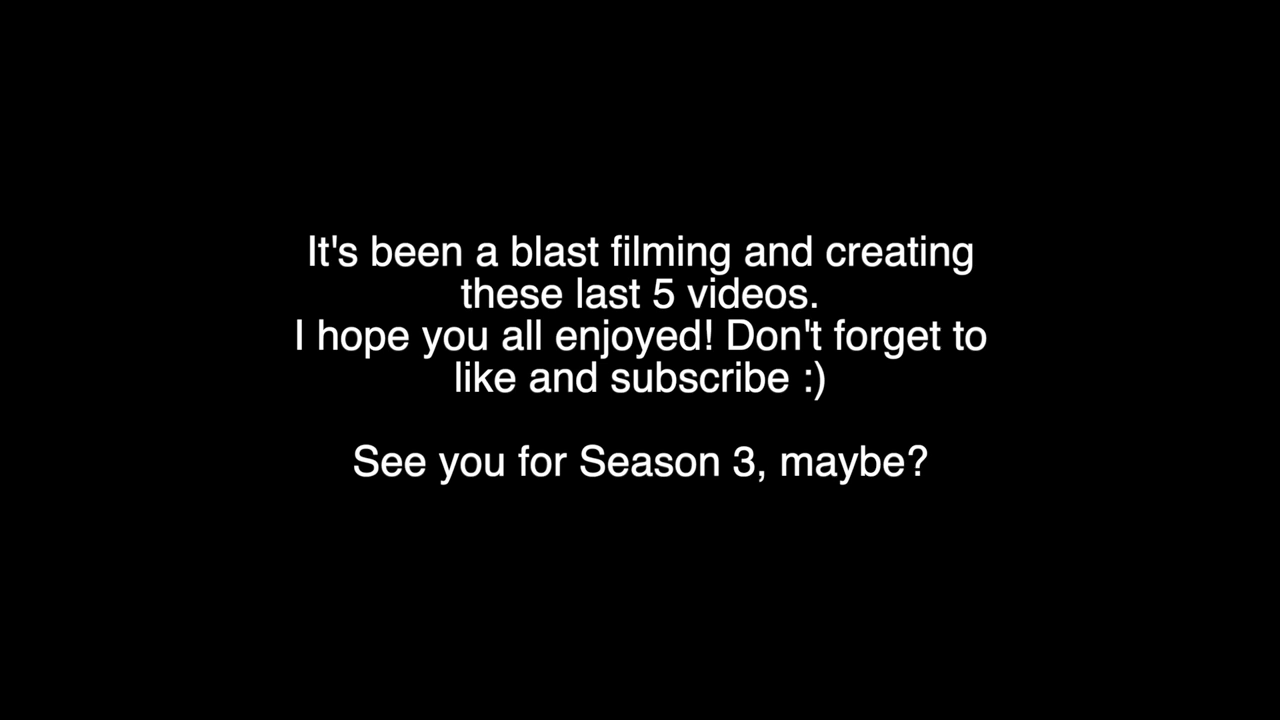 It's been a blast filming and creating
these last 5 videos.
I hope you all enjoyed! Don't forget to
like and subscribe :)
See you for Season 3, maybe?